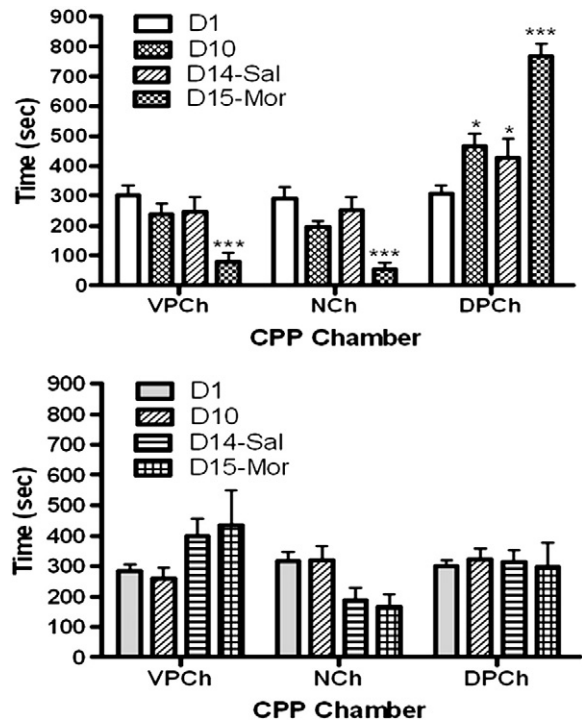 900
800
700
600
500
400
300
200
100
0
Time (sec)
D1
D10
D14-Sal
D15-Mor
***
***
*
*
***
VPCh NCh DPCh
CPP Chamber
900
800
700
600
500
400
300
200
100
0
Time (sec)
D1
D10
D14-Sal
D15-Mor
VPCh NCh DPCh
CPP Chamber